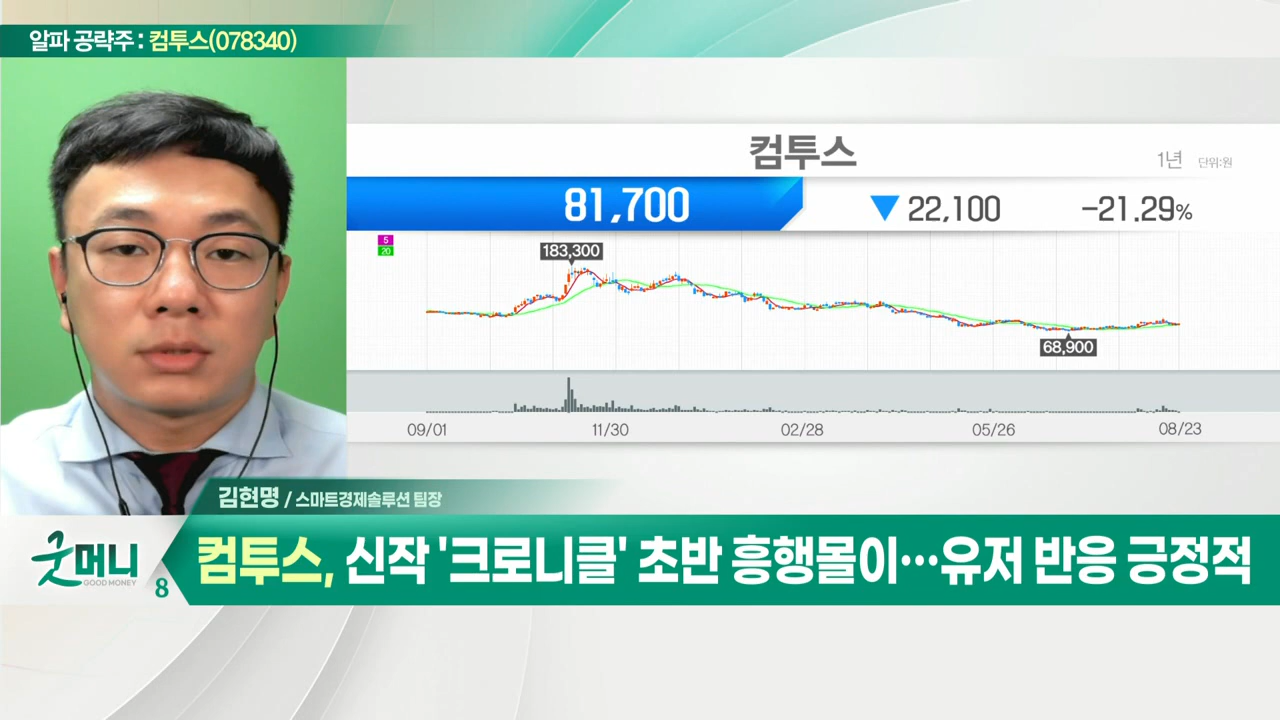 알파 공략주 : 컴투스(078340)
컴투스
1년 단위:원
81,700 ▼ 22,100 -21.29%
5
20
183,300
68,900
09/01 11/30 02/28 05/26 08/23
김현명 / 스마트경제솔루션 팀장
굿머니
GOOD MONEY
8
컴투스, 신작 '크로니클' 초반 흥행몰이…유저 반응 긍정적